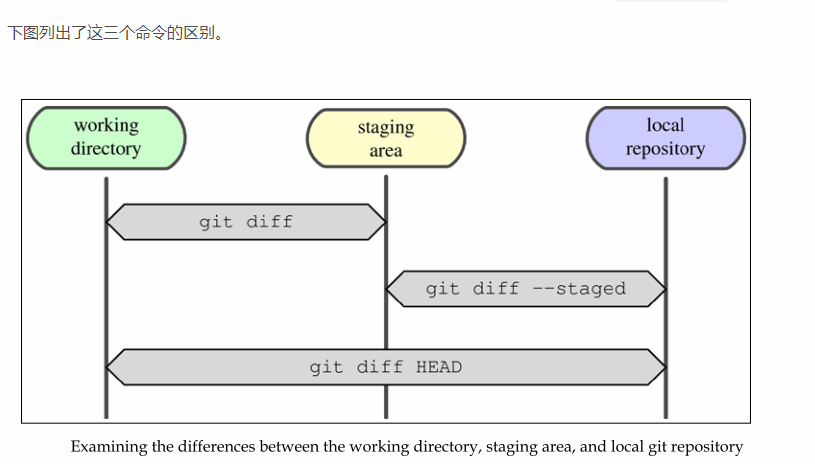 下图列出了这三个命令的区别。
working
directory
staging
area
local
repository
git diff
git diff --staged
git diff HEAD
Examining the differences between the working directory, staging area, and local git repository